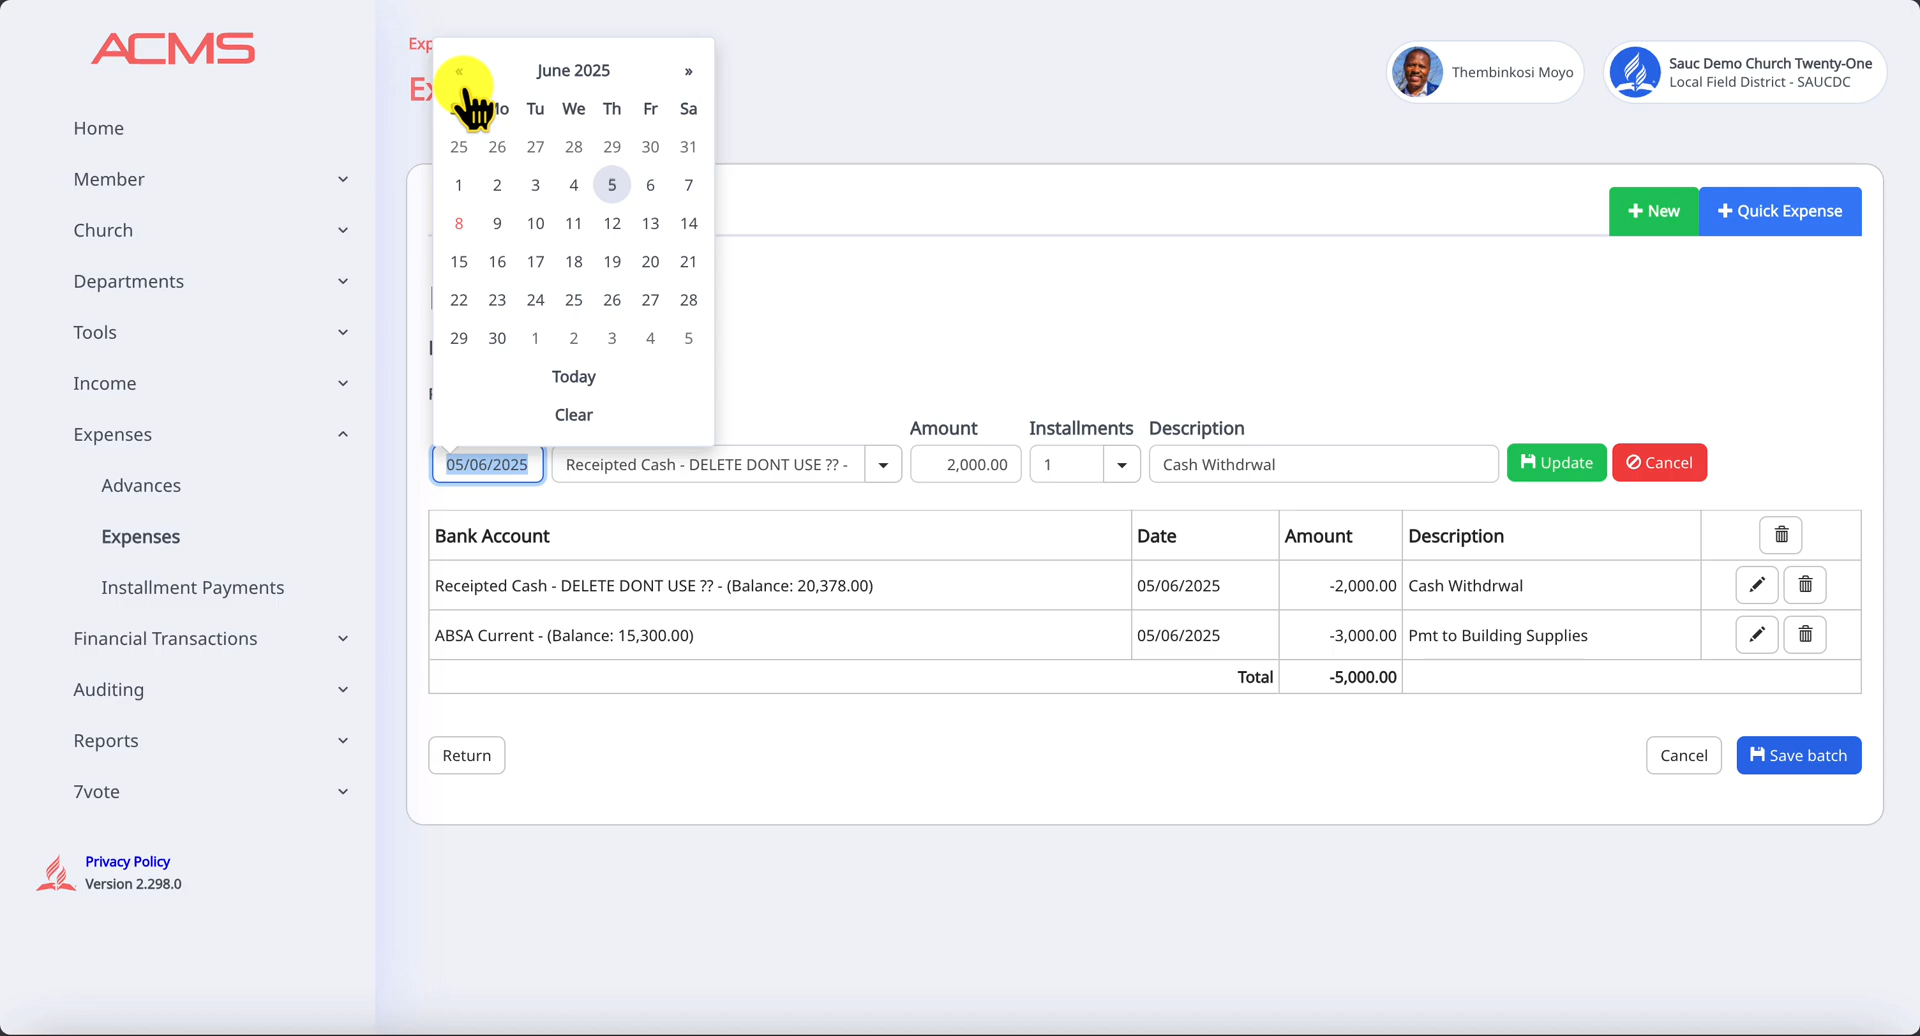 ACMS
Home
Member
Church
Departments
Tools
Income
Expenses
Advances
Expenses
Installment Payments
Financial Transactions
Auditing
Reports
7vote
Privacy Policy
Version 2.298.0
Thembinkosi Moyo
Sauc Demo Church Twenty-One
Local Field District - SAUCDC
« June 2025 »
Tu We Th Fr Sa
25 26 27 28 29 30 31
1 2 3 4 5 6 7
8 9 10 11 12 13 14
15 16 17 18 19 20 21
22 23 24 25 26 27 28
29 30 1 2 3 4 5
Today
Clear
+ New + Quick Expense
Amount Installments Description
05/06/2025 Receipted Cash - DELETE DONT USE ?? - 2,000.00 1 Cash Withdrwal Update Cancel
Bank Account Date Amount Description
Receipted Cash - DELETE DONT USE ?? - (Balance: 20,378.00) 05/06/2025 -2,000.00 Cash Withdrwal
ABSA Current - (Balance: 15,300.00) 05/06/2025 -3,000.00 Pmt to Building Supplies
Total -5,000.00
Return Cancel Save batch